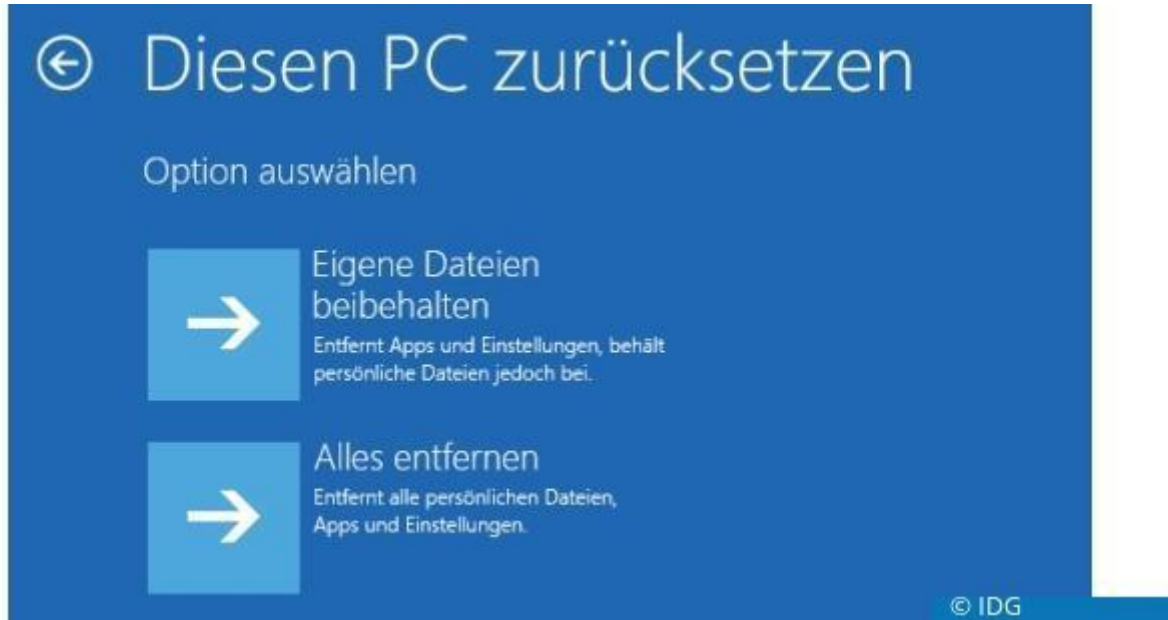 Diesen PC zurücksetzen
Option auswählen
Eigene Dateien
beibehalten
Entfernt Apps und Einstellungen, behält
persönliche Dateien jedoch bei.
Alles entfernen
Entfernt alle persönlichen Dateien,
Apps und Einstellungen.
© IDG